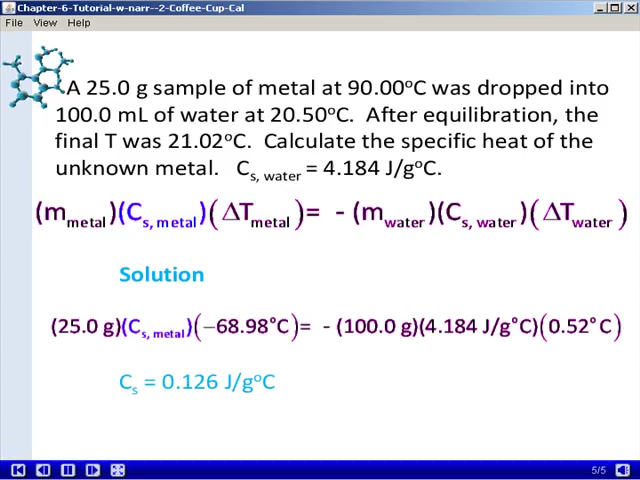 Chapter-6-Tutorial-w-narr--2-Coffee-Cup-Cal
File View Help
A 25.0 g sample of metal at 90.00°C was dropped into
100.0 mL of water at 20.50°C. After equilibration, the
final T was 21.02°C. Calculate the specific heat of the
unknown metal. Cs, water = 4.184 J/g°C.
(mmetal)(Cs, metal)(ΔTmetal)= - (mwater)(Cs, water)(ΔTwater)
Solution
(25.0 g)(Cs, metal)(−68.98°C)= - (100.0 g)(4.184 J/g°C)(0.52°C)
Cs = 0.126 J/g°C
5/5